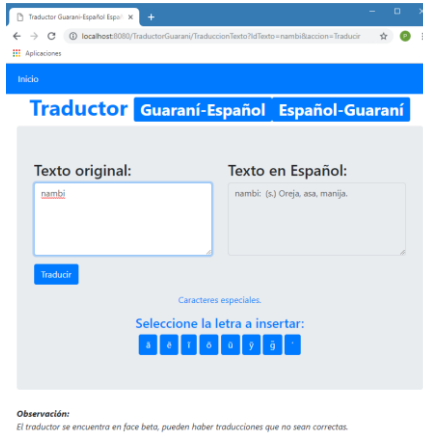 Traductor Guaraní-Español Espa
localhost:8080/TraductorGuarani/TraduccionTexto?IdTexto=nambi&accion=Traducir
Aplicaciones
Inicio
Traductor Guaraní-Español Español-Guaraní
Texto original:
Texto en Español:
nambi
nambi: (s.) Oreja, asa, manija.
Traducir
Caracteres especiales.
Seleccione la letra a insertar:
ã ẽ ĩ õ ũ ỹ g̃ '
Observación:
El traductor se encuentra en face beta, pueden haber traducciones que no sean correctas.